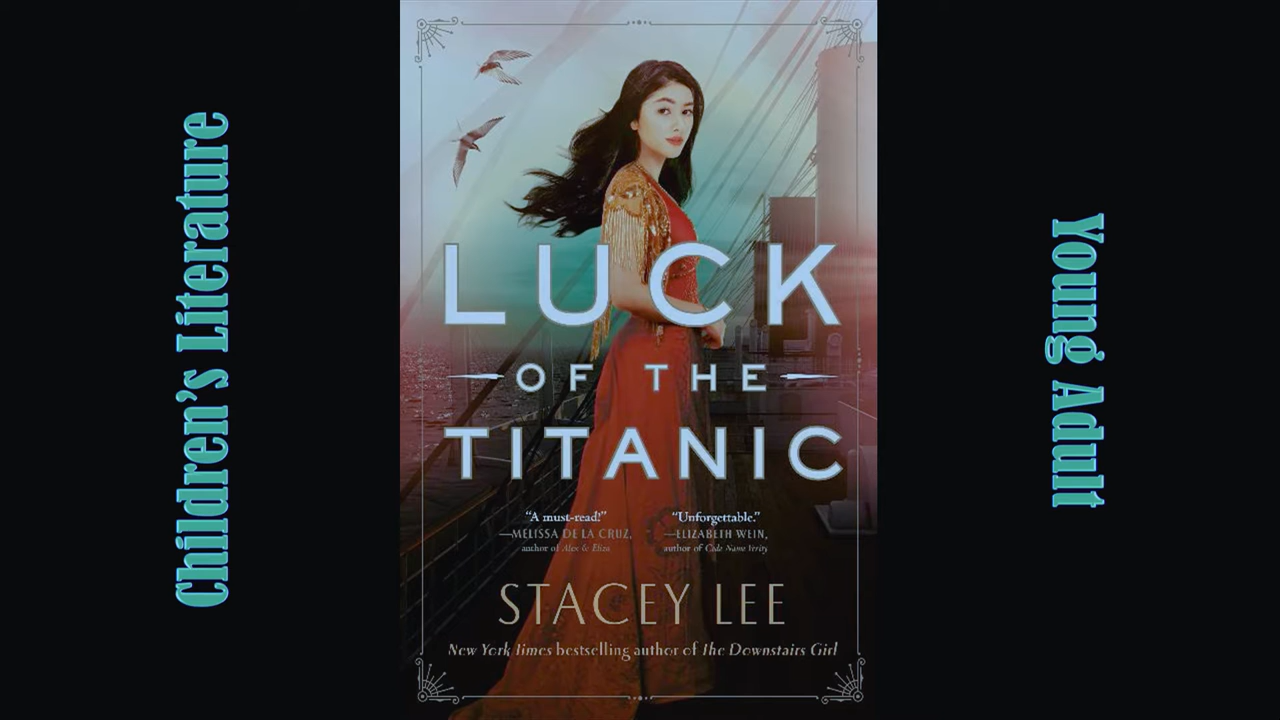 Children's Literature
LUCK
OF THE
TITANIC
"A must-read!"
—MELISSA DE LA CRUZ,
author of Alex & Eliza
"Unforgettable."
—ELIZABETH WEIN,
author of Code Name Verity
STACEY LEE
New York Times bestselling author of The Downstairs Girl
Young Adult